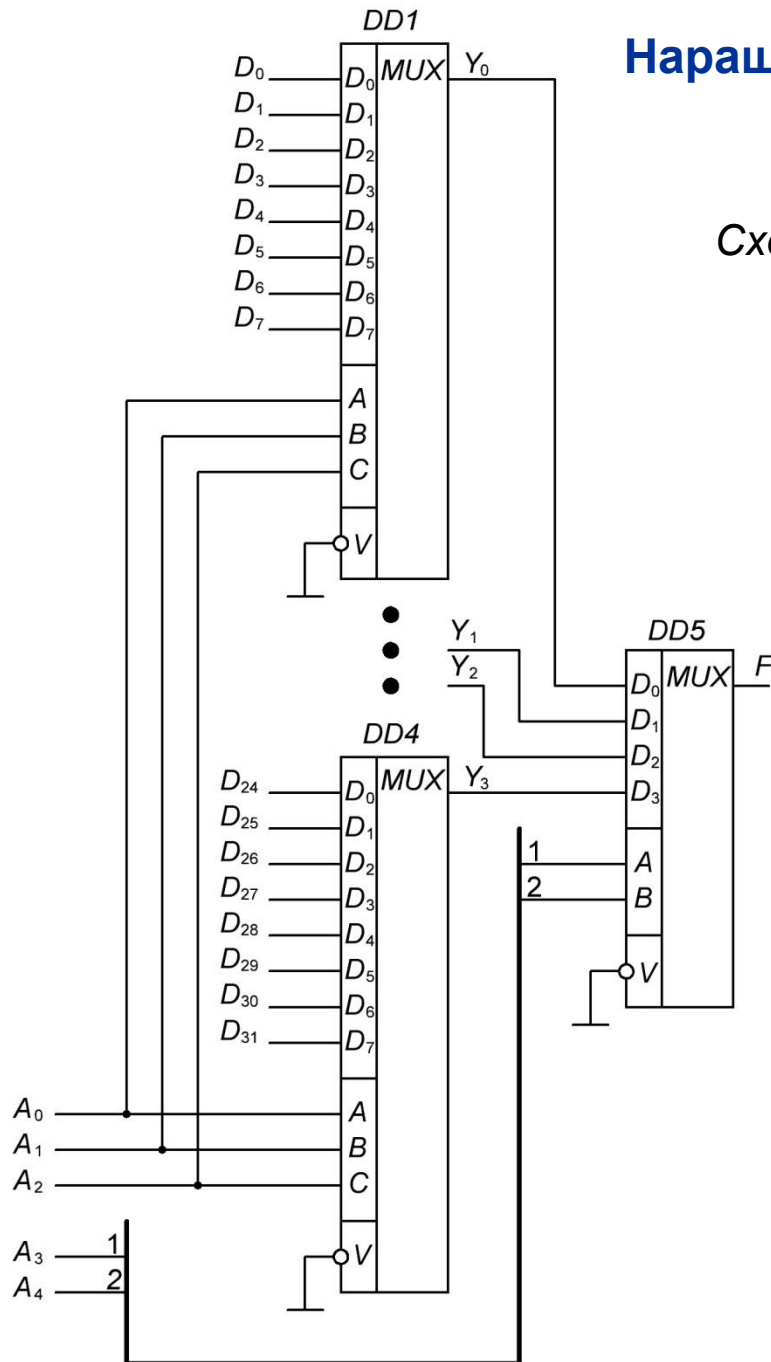 DD1
Наращ
Схе
D₀ D₀ MUX Y₀
D₁ D₁
D₂ D₂
D₃ D₃
D₄ D₄
D₅ D₅
D₆ D₆
D₇ D₇
A
B
C
V
Y₁ DD5
Y₂ MUX F
D₀
D₁
D₂
D₃
DD4
D₂₄ D₀ MUX Y₃
D₂₅ D₁
D₂₆ D₂
D₂₇ D₃
D₂₈ D₄
D₂₉ D₅
D₃₀ D₆
D₃₁ D₇
1 A
2 B
V
A₀ A
A₁ B
A₂ C
A₃ 1 V
A₄ 2